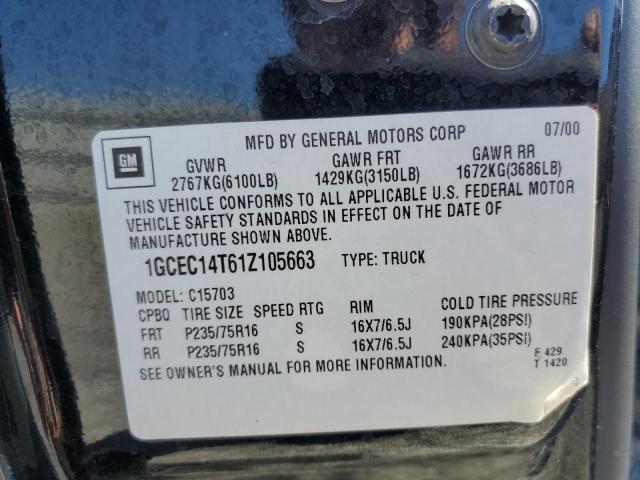 MFD BY GENERAL MOTORS CORP 07/00
GM
GVWR GAWR FRT GAWR RR
2767KG(6100LB) 1429KG(3150LB) 1672KG(3686LB)
THIS VEHICLE CONFORMS TO ALL APPLICABLE U.S. FEDERAL MOTOR
VEHICLE SAFETY STANDARDS IN EFFECT ON THE DATE OF
MANUFACTURE SHOWN ABOVE.
1GCEC14T61Z105663 TYPE: TRUCK
MODEL: C15703
CPBQ TIRE SIZE SPEED RTG RIM COLD TIRE PRESSURE
FRT P235/75R16 S 16X7/6.5J 190KPA(28PSI)
RR P235/75R16 S 16X7/6.5J 240KPA(35PSI)
SEE OWNER'S MANUAL FOR MORE INFORMATION. F 429
T 1420